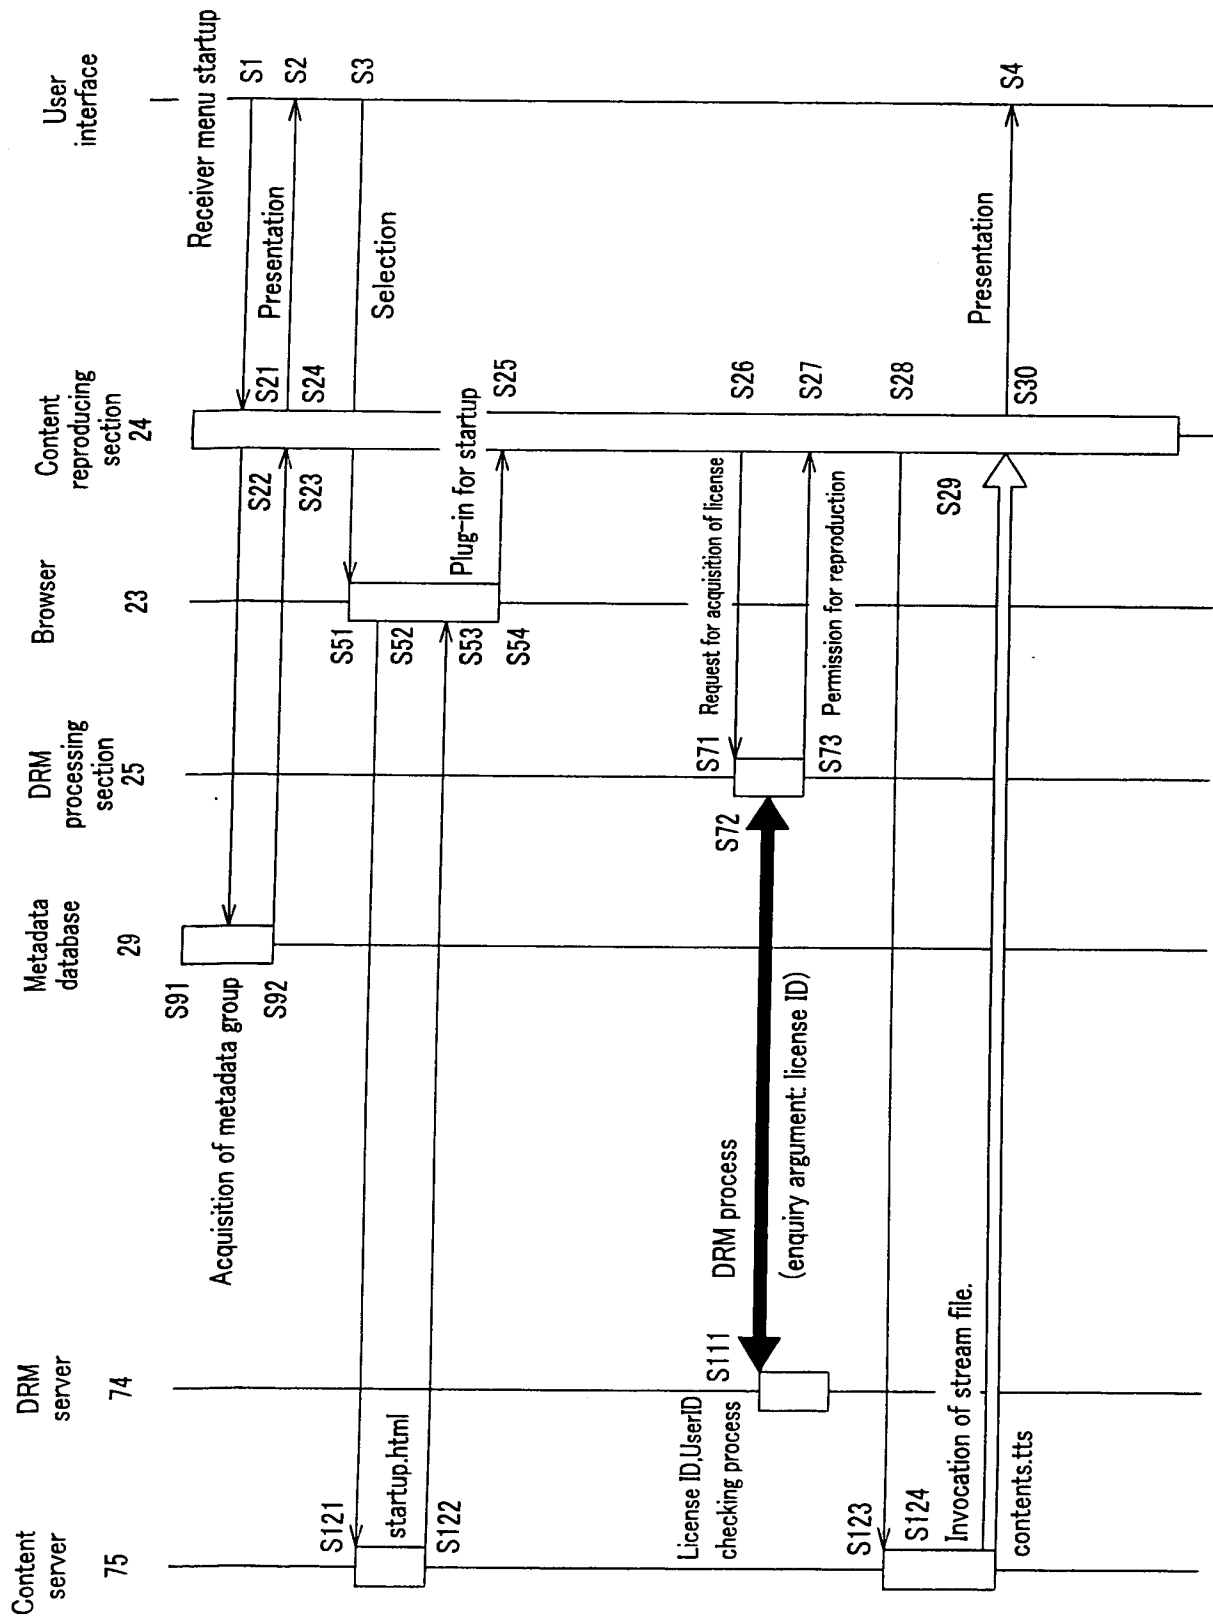 Content
server
75
DRM
server
74
Metadata
database
29
DRM
processing
section
25
Browser
23
Content
reproducing
section
24
User
interface
Receiver menu startup
S1
S21
S22
S91
Acquisition of metadata group
S92
S23
S24
Presentation
S2
S3
Selection
S51
S52
S121
startup.html
S122
S53
S54
Plug-in for startup
S25
S26
Request for acquisition of license
S71
S72
DRM process
(enquiry argument: license ID)
S111
License ID,UserID
checking process
S73
Permission for reproduction
S27
S28
S123
S124
Invocation of stream file.
contents.tts
S29
S30
Presentation
S4